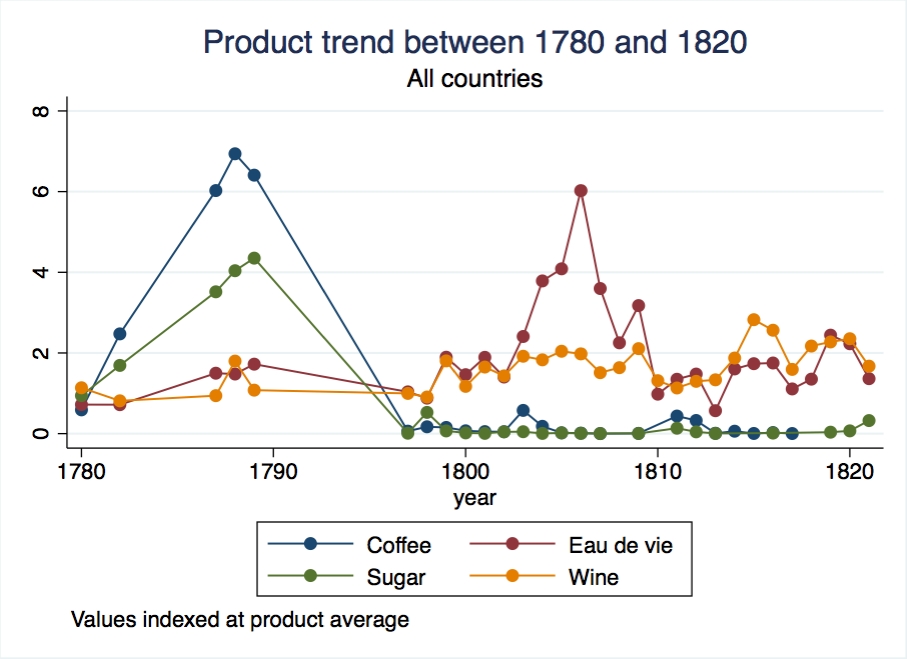 Product trend between 1780 and 1820
All countries
8
6
4
2
0
1780 1790 1800 1810 1820
year
Coffee Eau de vie
Sugar Wine
Values indexed at product average